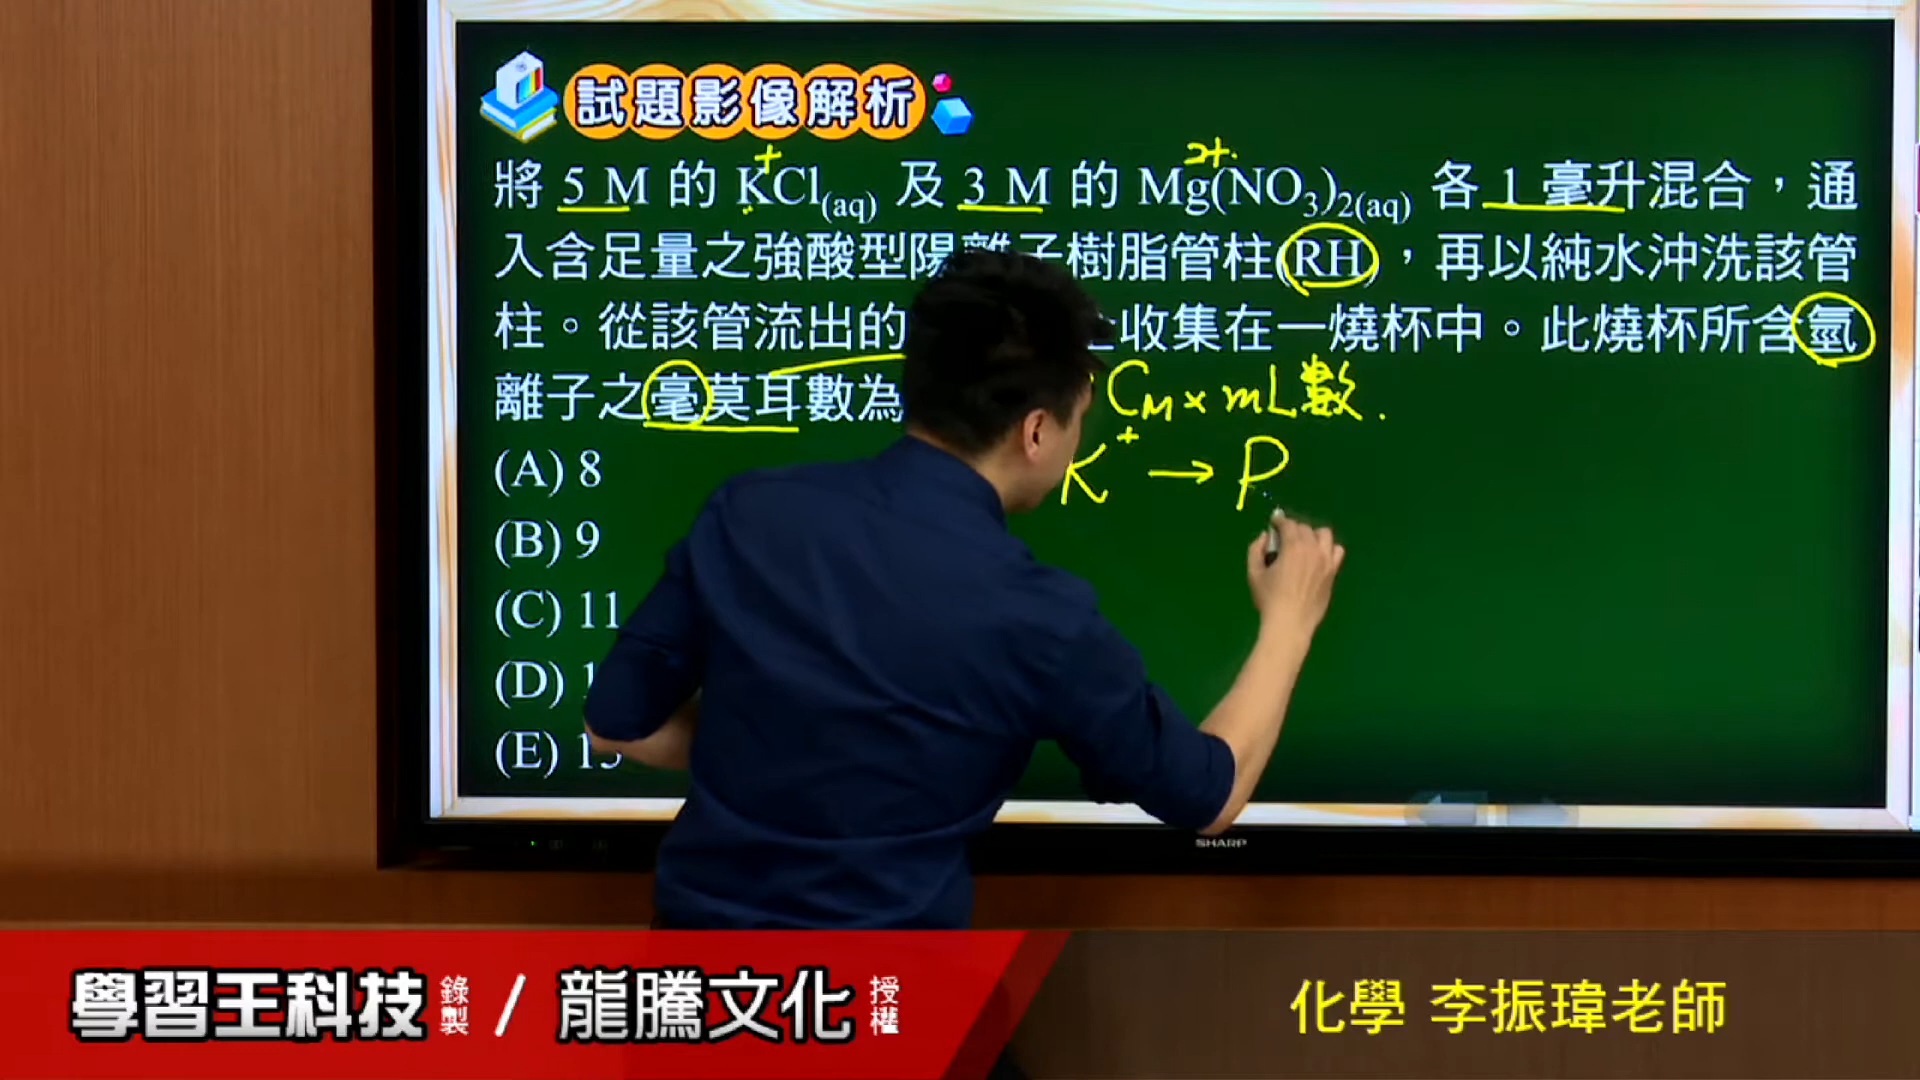 試題影像解析
將 5 M 的 KCl(aq) 及 3 M 的 Mg(NO3)2(aq) 各 1 毫升混合，通
+
2+
入含足量之強酸型陽離子樹脂管柱(RH)，再以純水沖洗該管
柱。從該管流出的 收集在一燒杯中。此燒杯所含氫
離子之毫莫耳數為
CM × mL數.
K+ → P
(A) 8
(B) 9
(C) 11
(D)
(E)
SHARP
學習王科技 錄製 / 龍騰文化 授權
化學 李振瑋老師